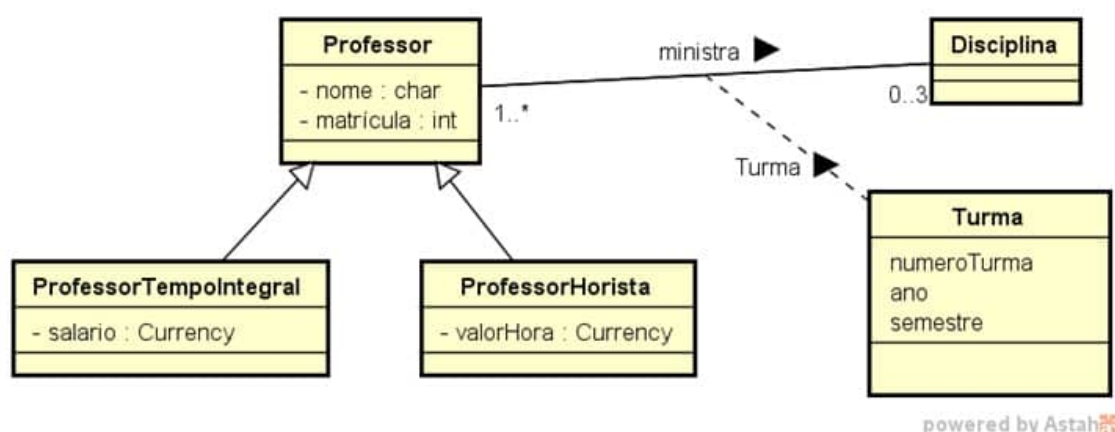 Professor
- nome : char
- matrícula : int
ministra
1..*
0..3
Disciplina
Turma
Turma
numeroTurma
ano
semestre
ProfessorTempoIntegral
- salario : Currency
ProfessorHorista
- valorHora : Currency
powered by Astah